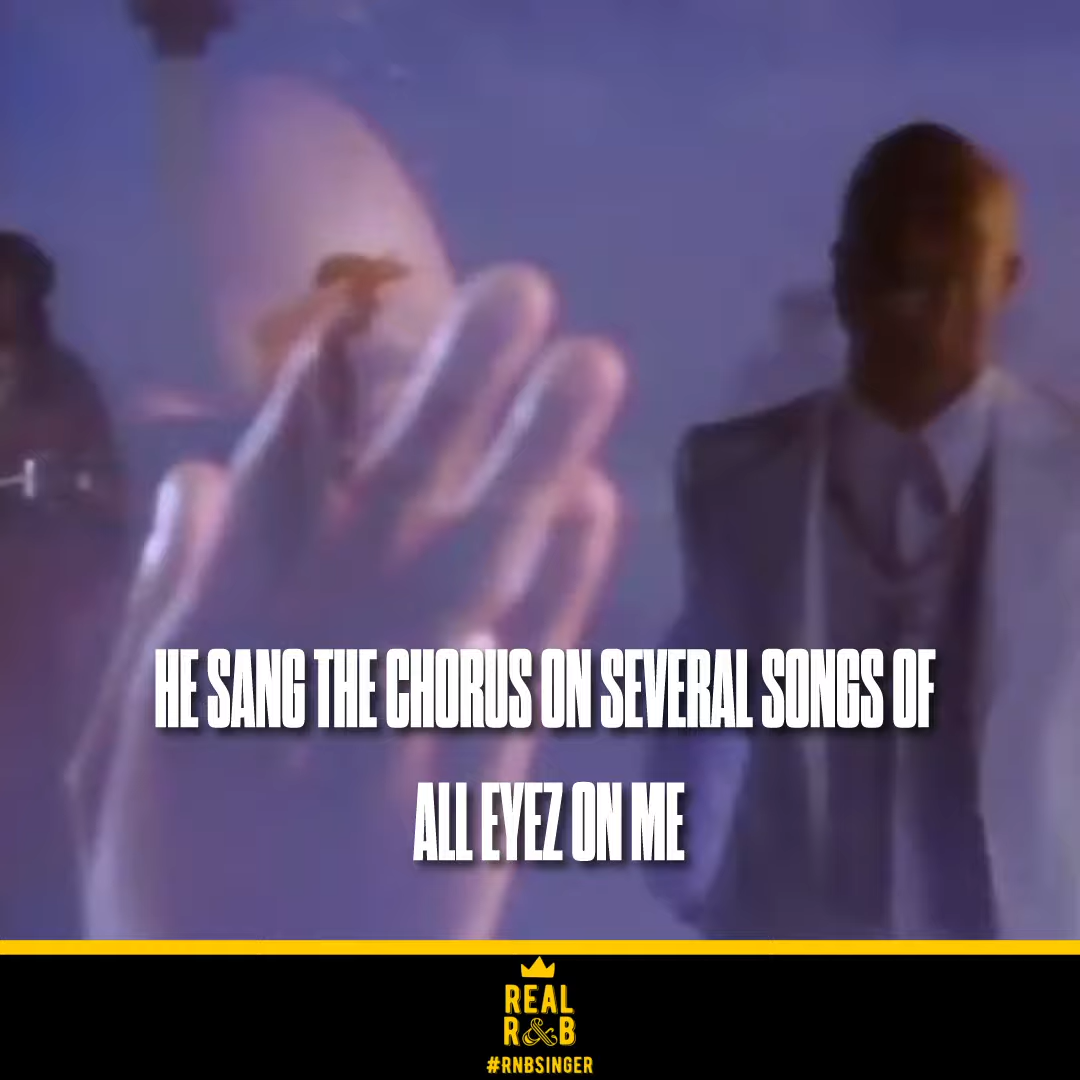 HE SANG THE CHORUS ON SEVERAL SONGS OF
ALL EYEZ ON ME
REAL
R&B
#RNBSINGER